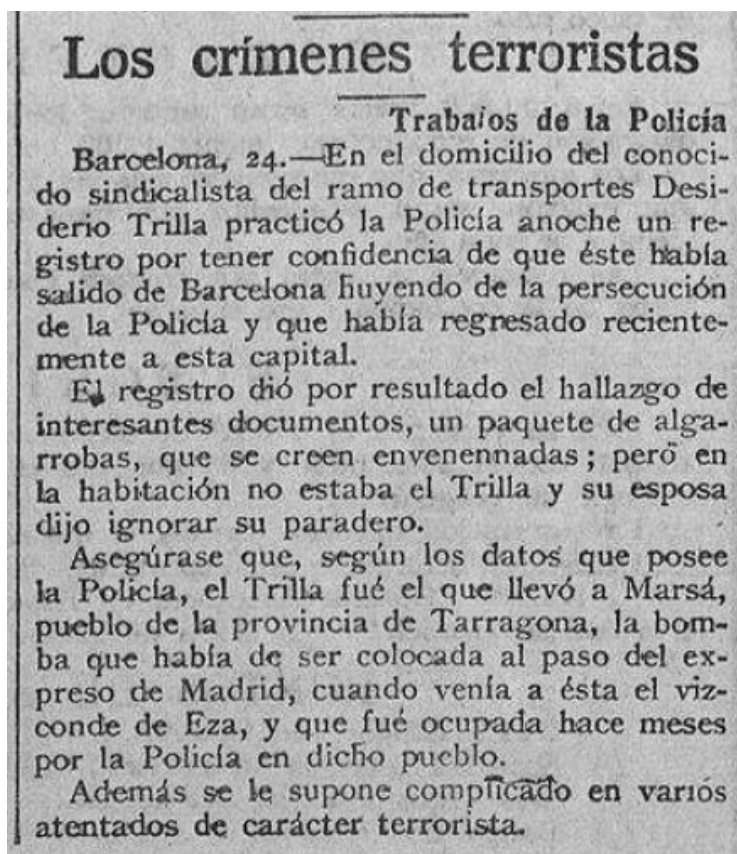 Los crímenes terroristas
Trabajos de la Policía
Barcelona, 24.—En el domicilio del conoci-
do sindicalista del ramo de transportes Desi-
derio Trilla practicó la Policía anoche un re-
gistro por tener confidencia de que éste había
salido de Barcelona huyendo de la persecución
de la Policía y que había regresado reciente-
mente a esta capital.
El registro dió por resultado el hallazgo de
interesantes documentos, un paquete de alga-
rrobas, que se creen envenennadas; pero en
la habitación no estaba el Trilla y su esposa
dijo ignorar su paradero.
Asegúrase que, según los datos que posee
la Policía, el Trilla fué el que llevó a Marsá,
pueblo de la provincia de Tarragona, la bom-
ba que había de ser colocada al paso del ex-
preso de Madrid, cuando venía a ésta el viz-
conde de Eza, y que fué ocupada hace meses
por la Policía en dicho pueblo.
Además se le supone complicado en varios
atentados de carácter terrorista.